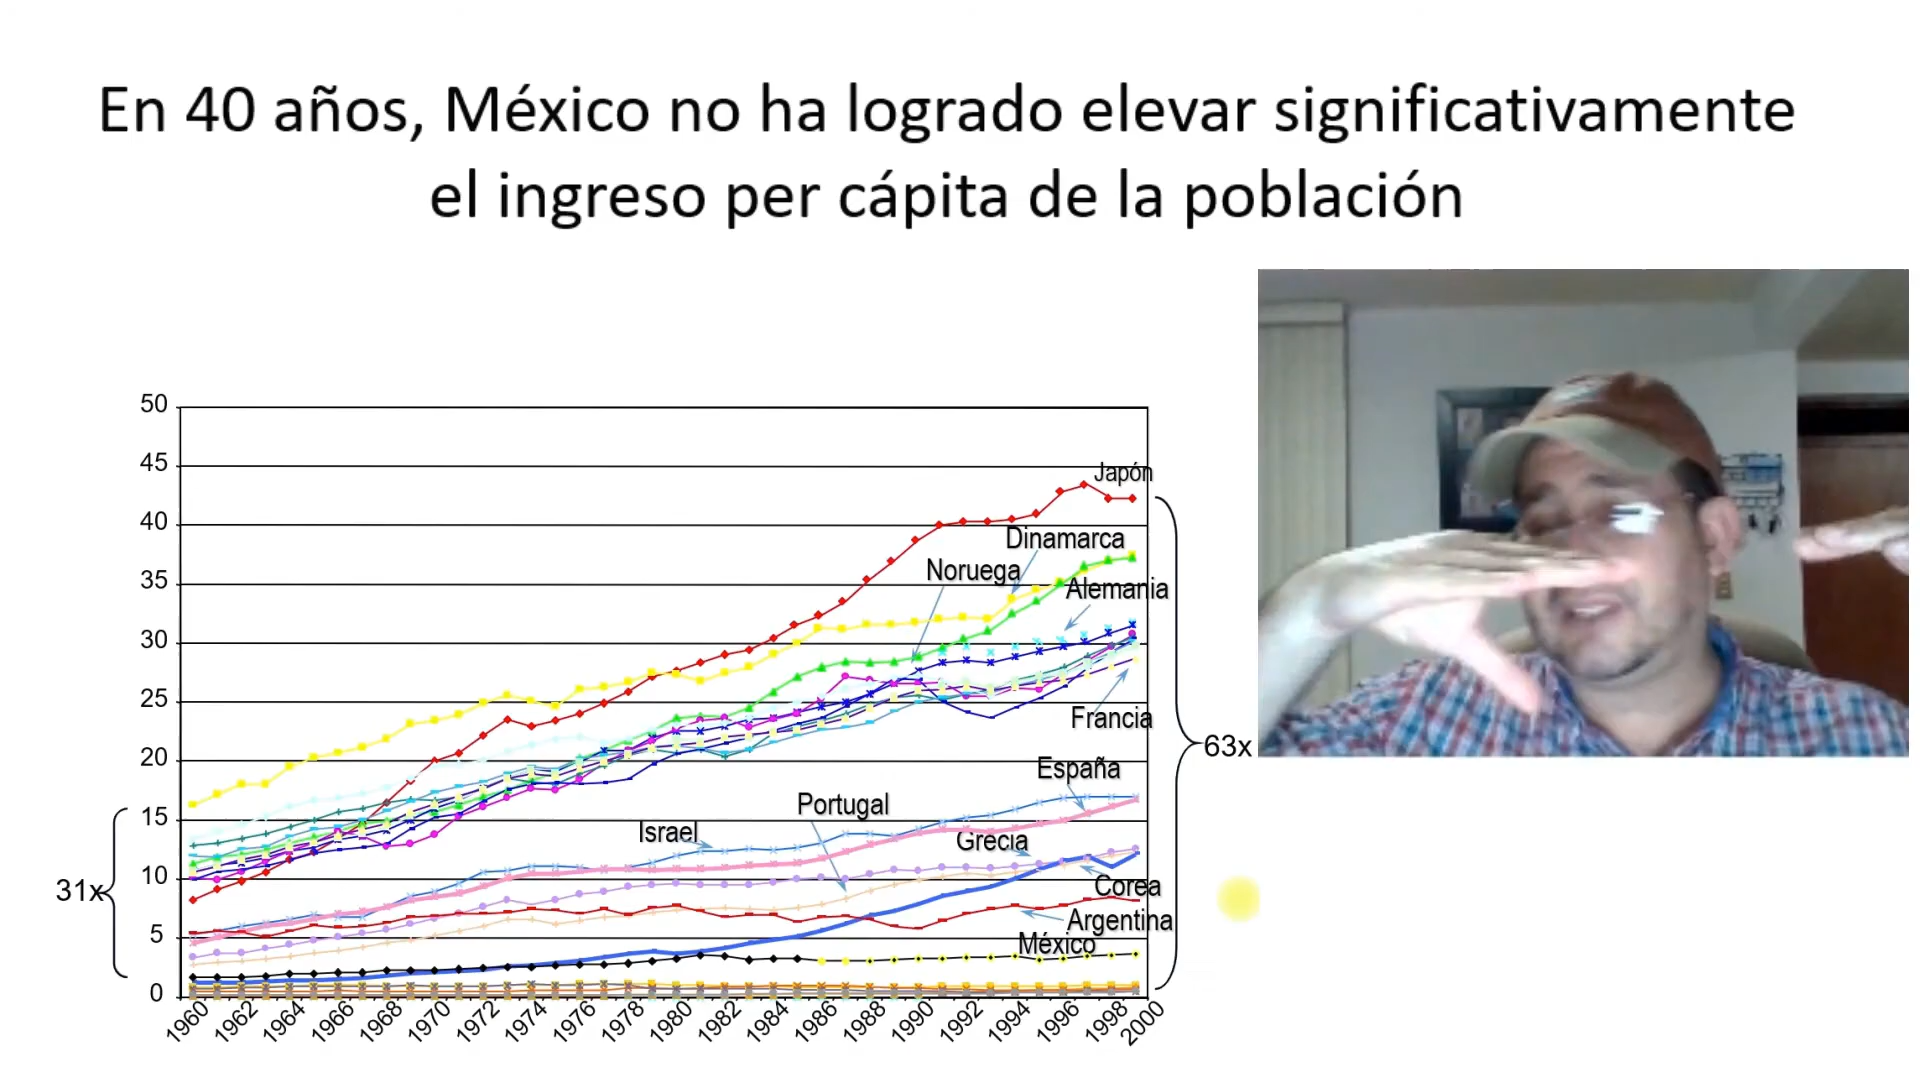 En 40 años, México no ha logrado elevar significativamente
el ingreso per cápita de la población
50
45
40
35
30
25
20
15
10
5
0
31x
63x
Japón
Dinamarca
Noruega
Alemania
Francia
España
Portugal
Israel
Grecia
Corea
Argentina
México
1960
1962
1964
1966
1968
1970
1972
1974
1976
1978
1980
1982
1984
1986
1988
1990
1992
1994
1996
1998
2000